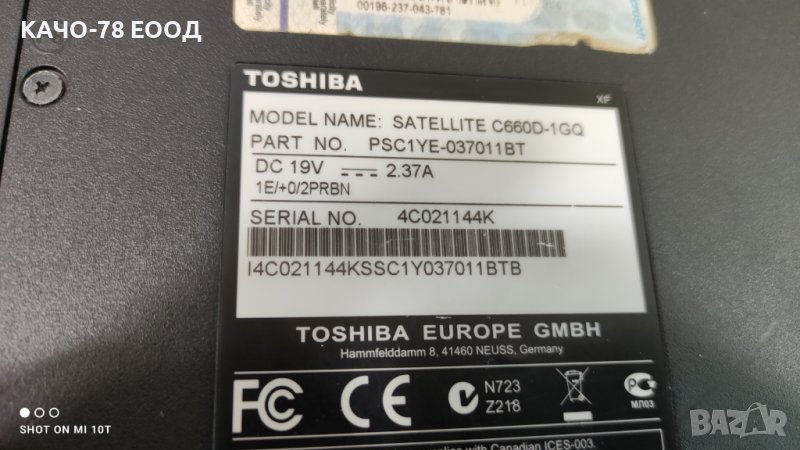 КАЧО-78 ЕООД
00196-237-043-781
TOSHIBA
XF
MODEL NAME: SATELLITE C660D-1GQ
PART NO. PSC1YE-037011BT
DC 19V 2.37A
1E/+0/2PRBN
SERIAL NO. 4C021144K
I4C021144KSSC1Y037011BTB
TOSHIBA EUROPE GMBH
Hammfelddamm 8, 41460 NEUSS, Germany
FC CE N723
Z218
МЛ03
with Canadian ICES-003.
SHOT ON MI 10T
BAZAR